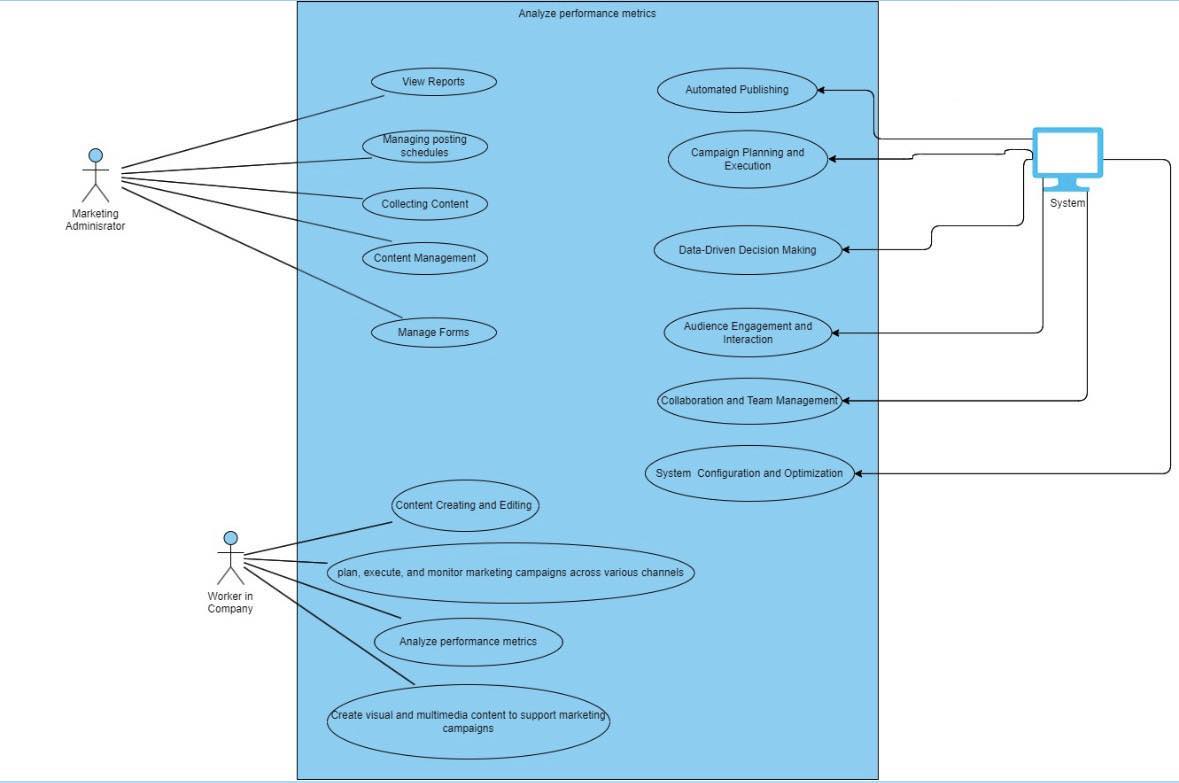 Analyze performance metrics
View Reports
Managing posting
schedules
Collecting Content
Content Management
Manage Forms
Marketing
Adminisrator
Automated Publishing
Campaign Planning and
Execution
Data-Driven Decision Making
Audience Engagement and
Interaction
Collaboration and Team Management
System Configuration and Optimization
System
Content Creating and Editing
plan, execute, and monitor marketing campaigns across various channels
Analyze performance metrics
Create visual and multimedia content to support marketing
campaigns
Worker in
Company